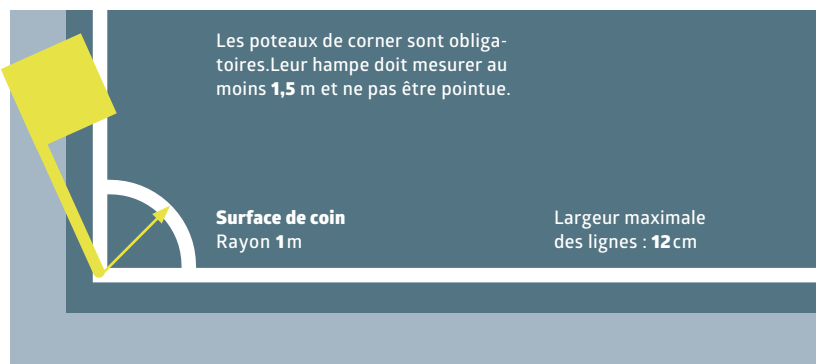 Les poteaux de corner sont obliga-
toires.Leur hampe doit mesurer au
moins 1,5 m et ne pas être pointue.
Surface de coin
Rayon 1 m
Largeur maximale
des lignes : 12 cm